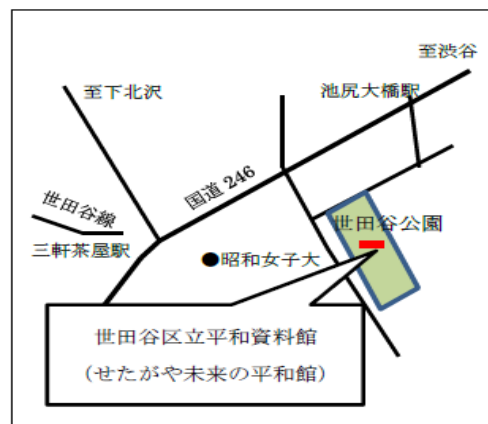 至渋谷
至下北沢
池尻大橋駅
国道 246
世田谷線
世田谷公園
三軒茶屋駅
●昭和女子大
世田谷区立平和資料館
(せたがや未来の平和館)